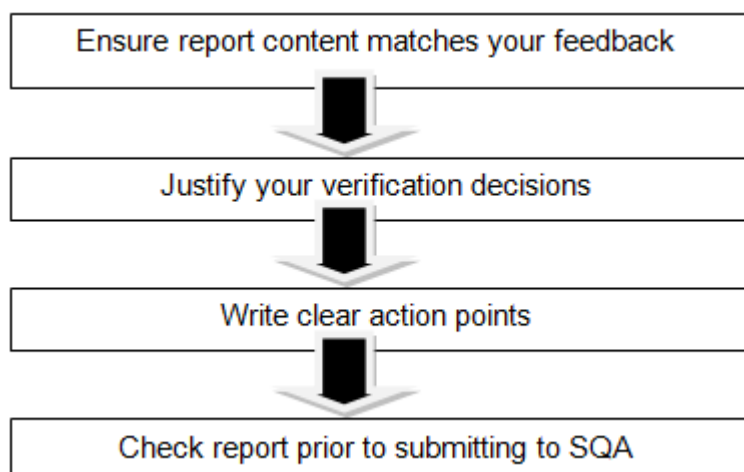 Ensure report content matches your feedback
Justify your verification decisions
Write clear action points
Check report prior to submitting to SQA